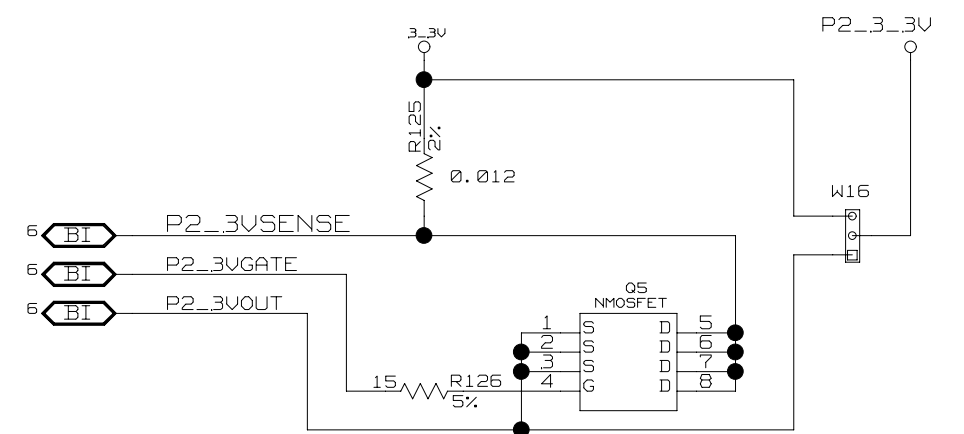 P2_3_3V
3_3V
R125
2%
0.012
W16
6 BI P2_3VSENSE
6 BI P2_3VGATE
6 BI P2_3VOUT
Q5
NMOSFET
1 S D 5
2 S D 6
3 S D 7
4 G D 8
15 R126
5%